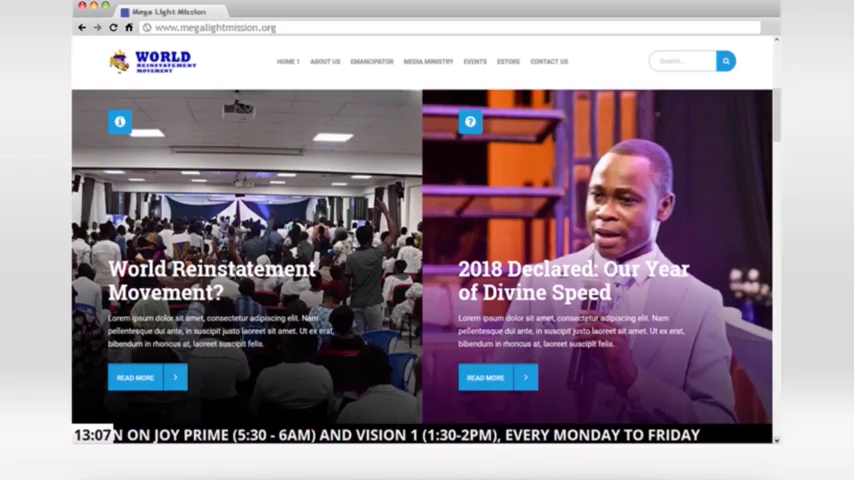 Mega Light Mission
www.megalightmission.org
WORLD
REINSTATEMENT
MOVEMENT
HOME 1 ABOUT US EMANCIPATOR MEDIA MINISTRY EVENTS ESTORE CONTACT US
Search...
World Reinstatement
Movement?
Lorem ipsum dolor sit amet, consectetur adipiscing elit. Nam
pellentesque dui ante, in suscipit justo laoreet sit amet. Ut ex erat,
bibendum in rhoncus at, laoreet suscipit felis.
READ MORE
2018 Declared: Our Year
of Divine Speed
Lorem ipsum dolor sit amet, consectetur adipiscing elit. Nam
pellentesque dui ante, in suscipit justo laoreet sit amet. Ut ex erat,
bibendum in rhoncus at, laoreet suscipit felis.
READ MORE
13:07 N ON JOY PRIME (5:30 - 6AM) AND VISION 1 (1:30-2PM), EVERY MONDAY TO FRIDAY